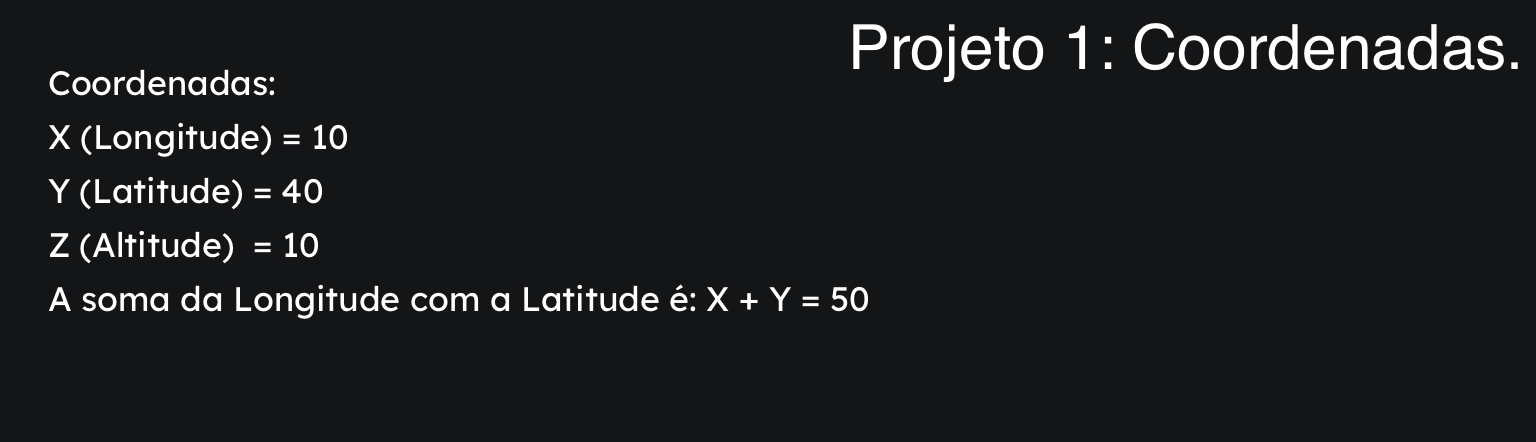 Projeto 1: Coordenadas.
Coordenadas:
X (Longitude) = 10
Y (Latitude) = 40
Z (Altitude)  = 10
A soma da Longitude com a Latitude é: X + Y = 50